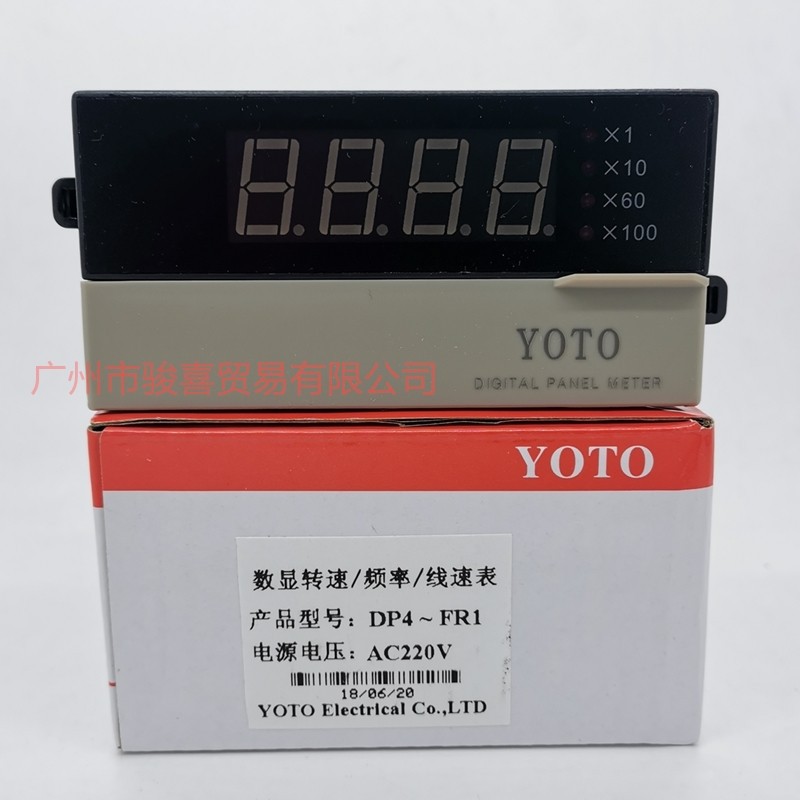 ×1
×10
×60
×100
YOTO
广州市骏喜贸易有限公司
DIGITAL PANEL METER
YOTO
数显转速/频率/线速表
产品型号: DP4~FR1
电源电压: AC220V
18/06/20
YOTO Electrical Co.,LTD